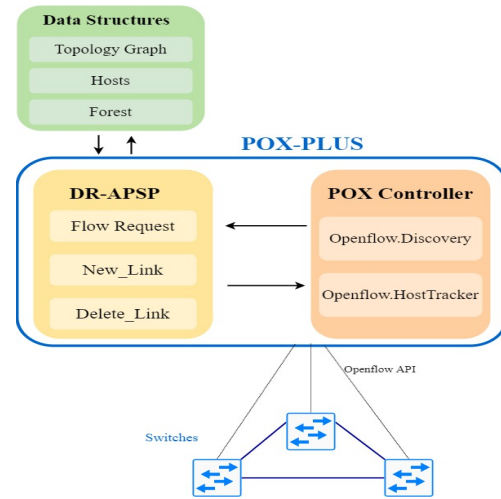 Data Structures
Topology Graph
Hosts
Forest
POX-PLUS
DR-APSP
Flow Request
New_Link
Delete_Link
POX Controller
Openflow.Discovery
Openflow.HostTracker
Openflow API
Switches